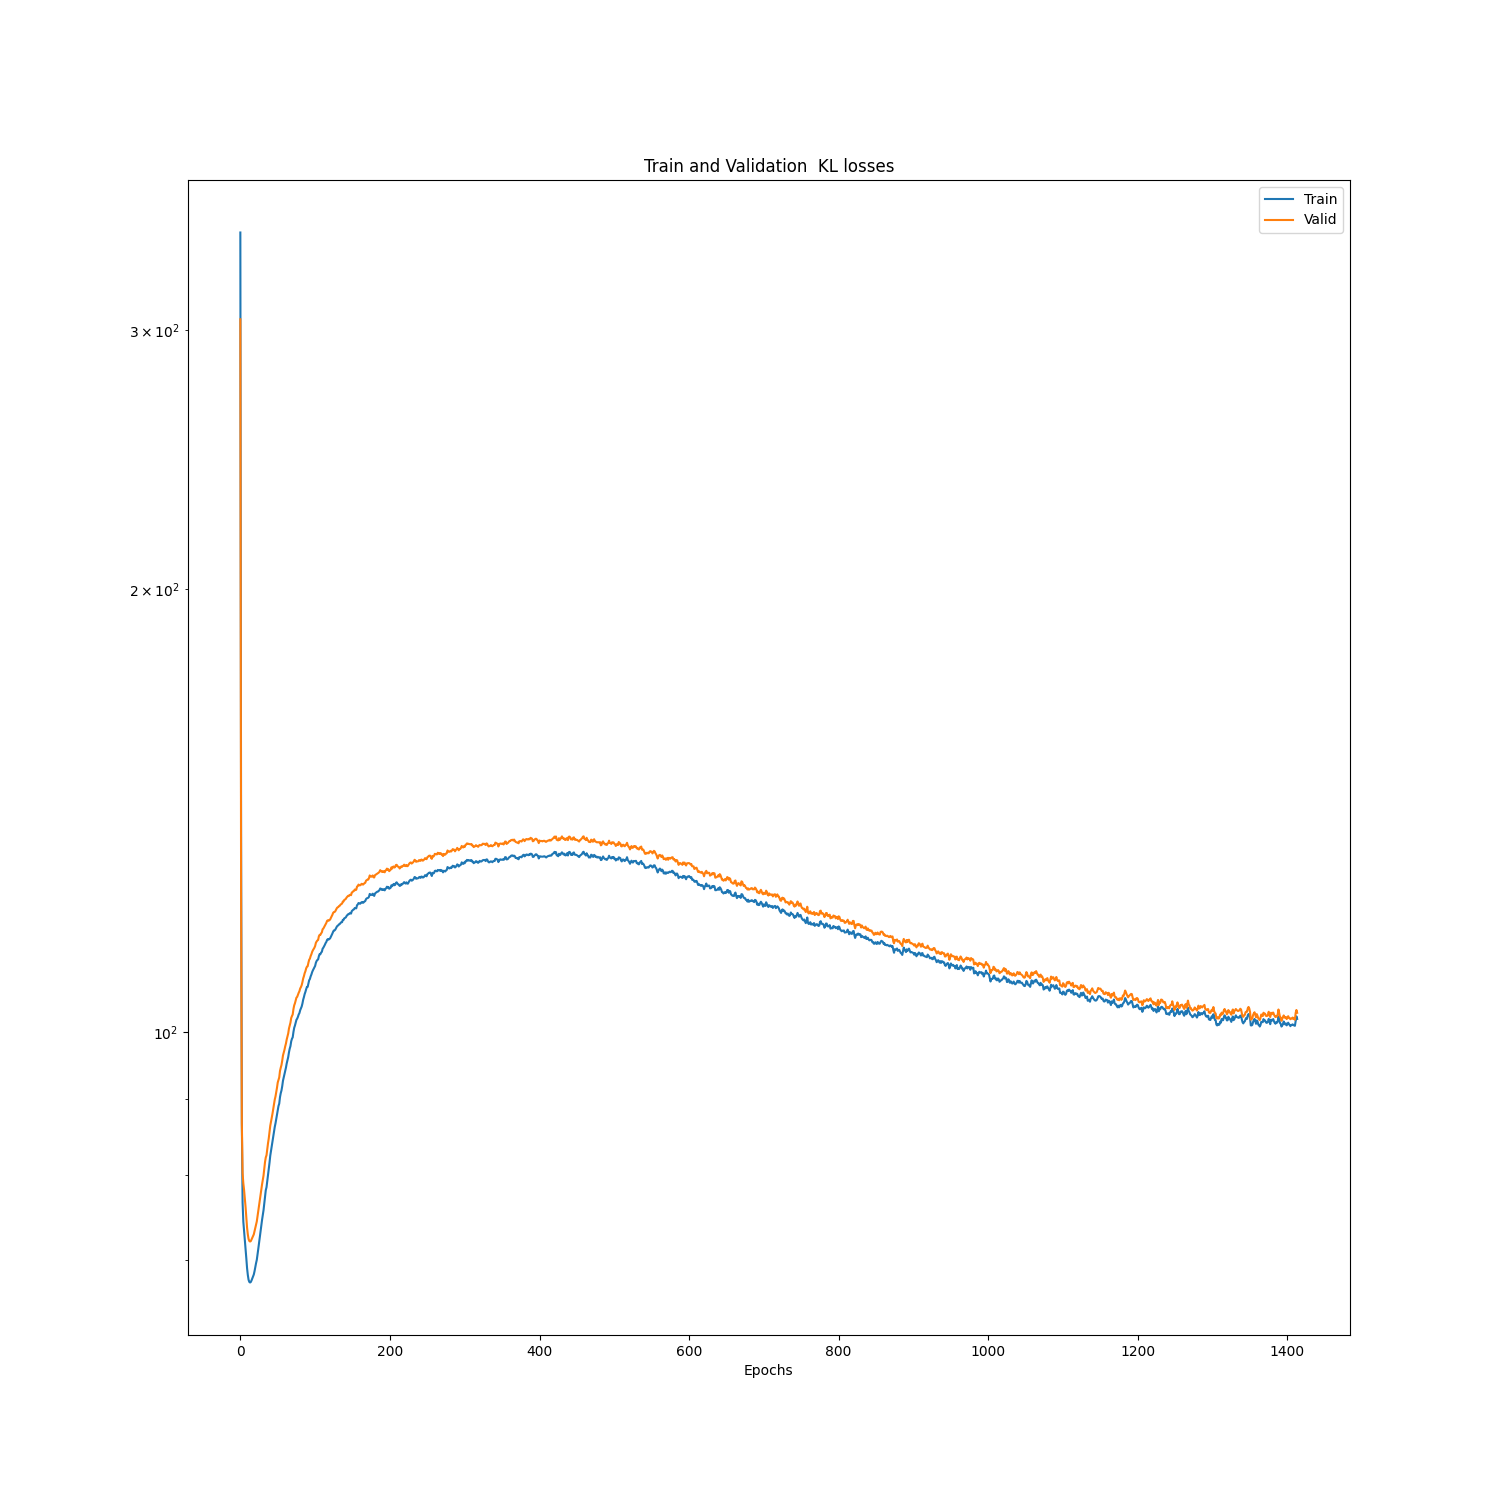 Train and Validation  KL losses
Train
Valid
3 × 10²
2 × 10²
10²
0 200 400 600 800 1000 1200 1400
Epochs